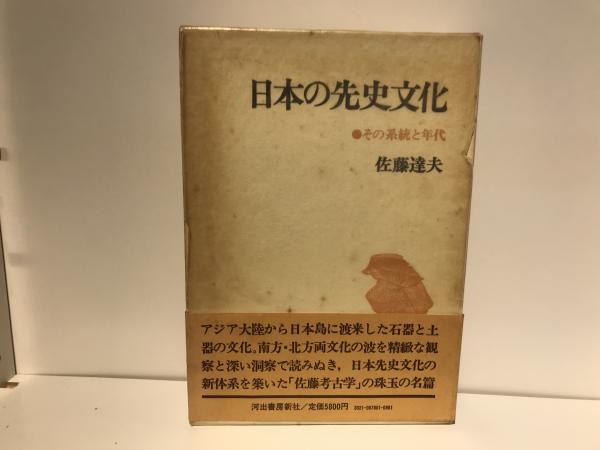 日本の先史文化
●その系統と年代
佐藤達夫
アジア大陸から日本島に渡来した石器と土
器の文化。南方・北方両文化の波を精緻な観
察と深い洞察で読みぬき，日本先史文化の
新体系を築いた「佐藤考古学」の珠玉の名篇
河出書房新社／定価5800円